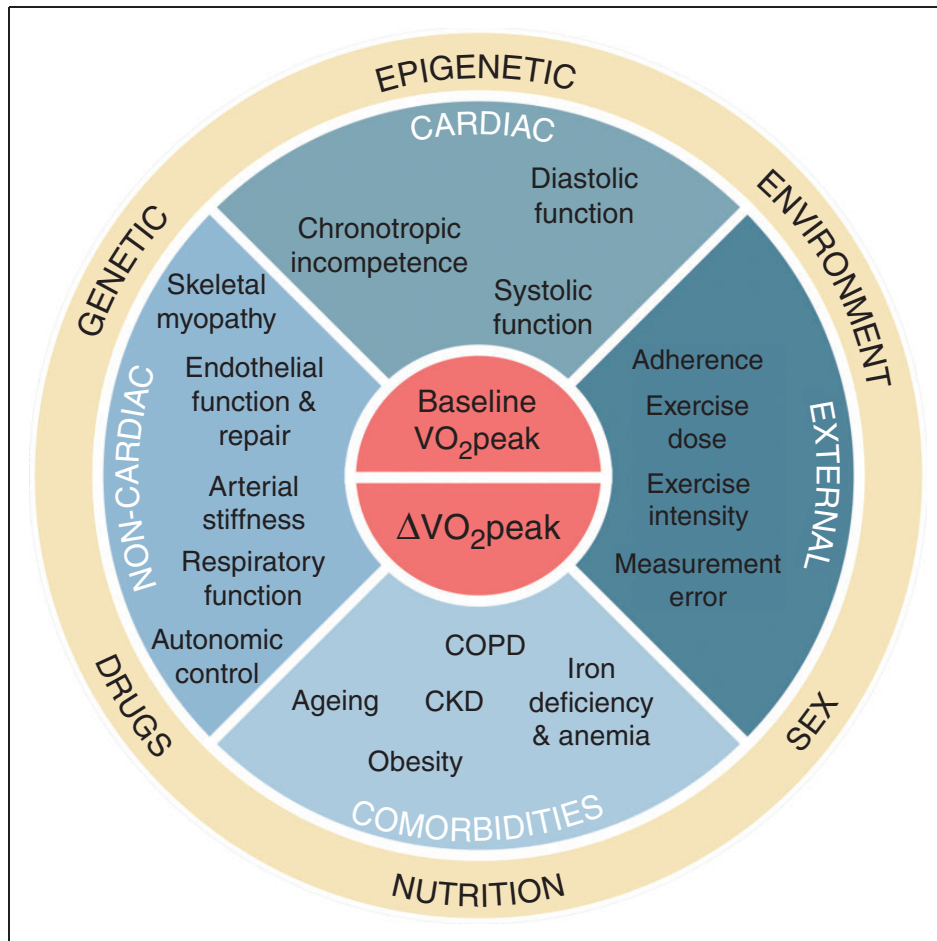 EPIGENETIC
CARDIAC
Diastolic
function
Chronotropic
incompetence
Systolic
function
GENETIC
ENVIRONMENT
NON-CARDIAC
Skeletal
myopathy
Endothelial
function &
repair
Arterial
stiffness
Respiratory
function
Autonomic
control
Baseline
VO₂peak
ΔVO₂peak
EXTERNAL
Adherence
Exercise
dose
Exercise
intensity
Measurement
error
COPD
Ageing
CKD
Iron
deficiency
& anemia
Obesity
COMORBIDITIES
DRUGS
SEX
NUTRITION